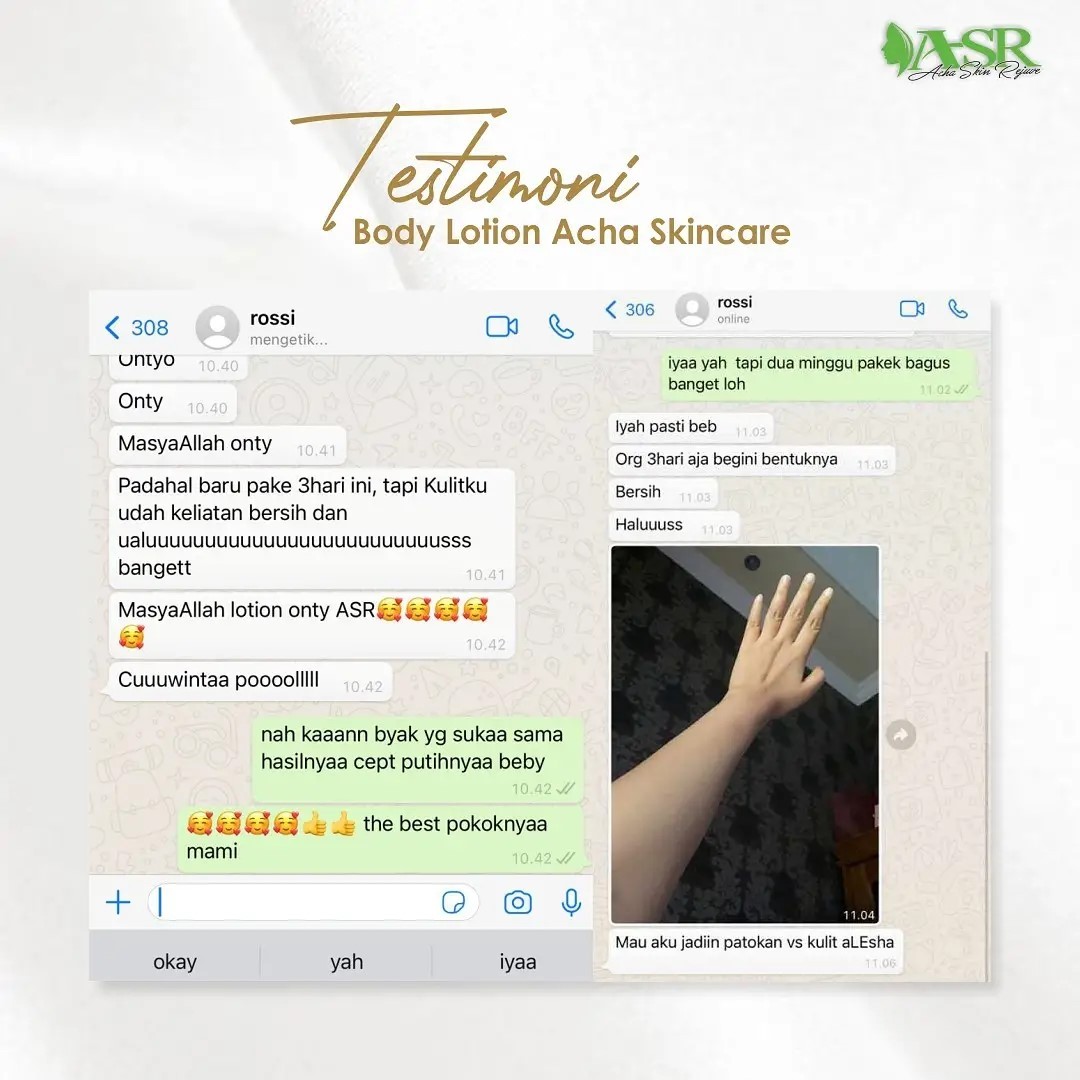 ASR
Acha Skin Rejuve
Testimoni
Body Lotion Acha Skincare
308
rossi
mengetik...
Ontyo
10.40
Onty
10.40
MasyaAllah onty
10.41
Padahal baru pake 3hari ini, tapi Kulitku
udah keliatan bersih dan
ualuuuuuuuuuuuuuuuuuuuuuuuuusss
bangett
10.41
MasyaAllah lotion onty ASR🥰🥰🥰🥰
🥰
10.42
Cuuuwintaa poooolllll
10.42
nah kaaann byak yg sukaa sama
hasilnyaa cept putihnyaa beby
10.42
🥰🥰🥰🥰👍👍 the best pokoknyaa
mami
10.42
okay
yah
iyaa
306
rossi
online
iyaa yah tapi dua minggu pakek bagus
banget loh
11.02
Iyah pasti beb
11.03
Org 3hari aja begini bentuknya
11.03
Bersih
11.03
Haluuuss
11.03
11.04
Mau aku jadiin patokan vs kulit aLEsha
11.06